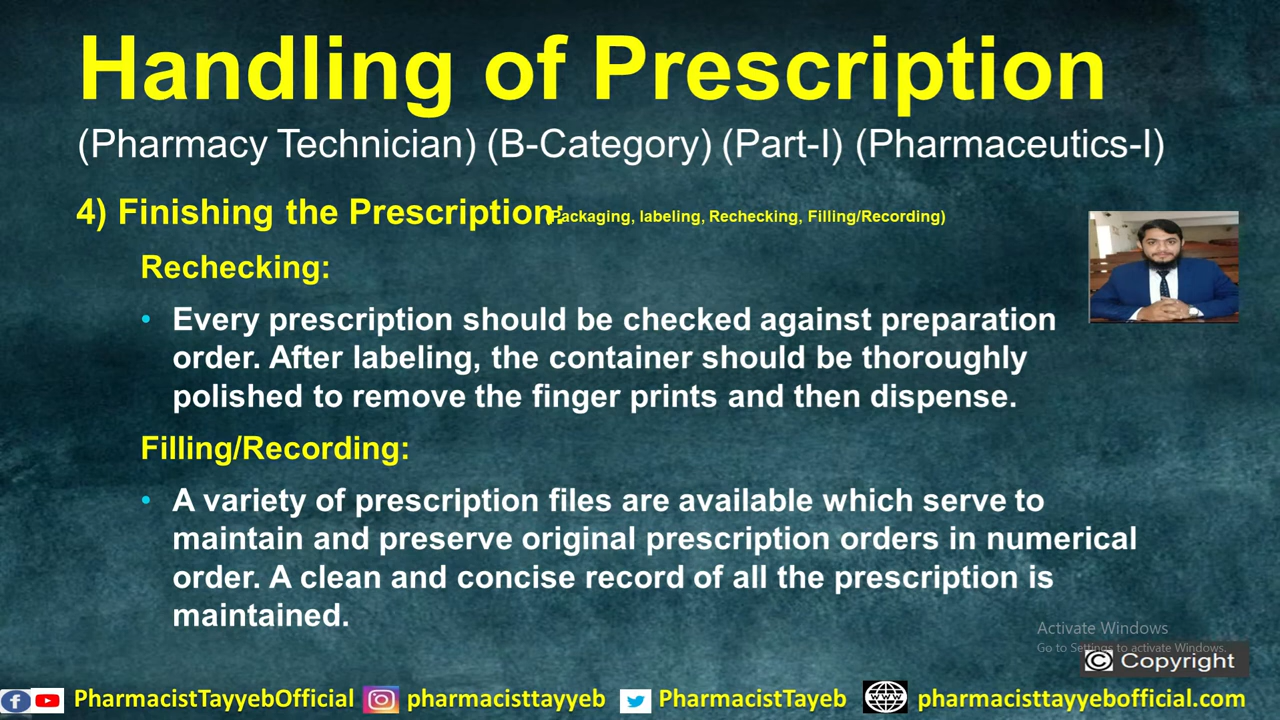 Handling of Prescription
(Pharmacy Technician) (B-Category) (Part-I) (Pharmaceutics-I)
4) Finishing the Prescription: (Packaging, labeling, Rechecking, Filling/Recording)
Rechecking:
• Every prescription should be checked against preparation
order. After labeling, the container should be thoroughly
polished to remove the finger prints and then dispense.
Filling/Recording:
• A variety of prescription files are available which serve to
maintain and preserve original prescription orders in numerical
order. A clean and concise record of all the prescription is
maintained.
Activate Windows
Go to Settings to activate Windows.
© Copyright
PharmacistTayyebOfficial pharmacisttayyeb PharmacistTayeb WWW pharmacisttayyebofficial.com